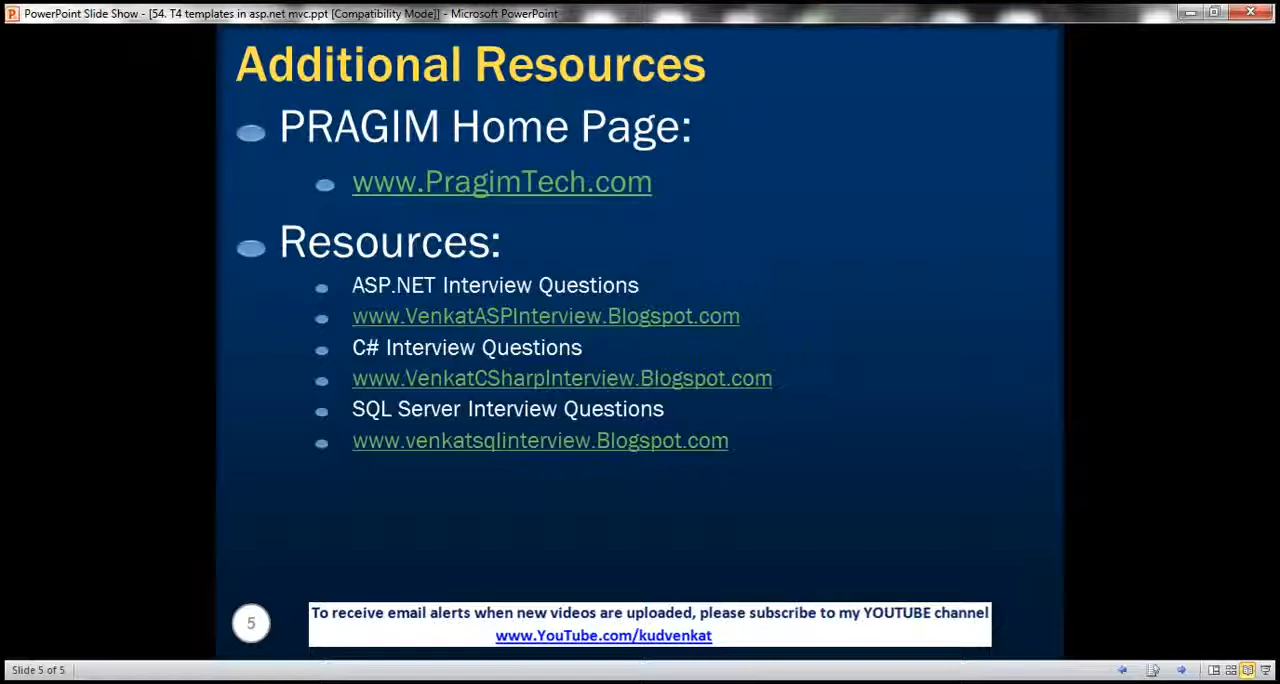 PowerPoint Slide Show - [54. T4 templates in asp.net mvc.ppt [Compatibility Mode]] - Microsoft PowerPoint
Additional Resources
PRAGIM Home Page:
www.PragimTech.com
Resources:
ASP.NET Interview Questions
www.VenkatASPInterview.Blogspot.com
C# Interview Questions
www.VenkatCSharpInterview.Blogspot.com
SQL Server Interview Questions
www.venkatsqlinterview.Blogspot.com
5
To receive email alerts when new videos are uploaded, please subscribe to my YOUTUBE channel
www.YouTube.com/kudvenkat
Slide 5 of 5